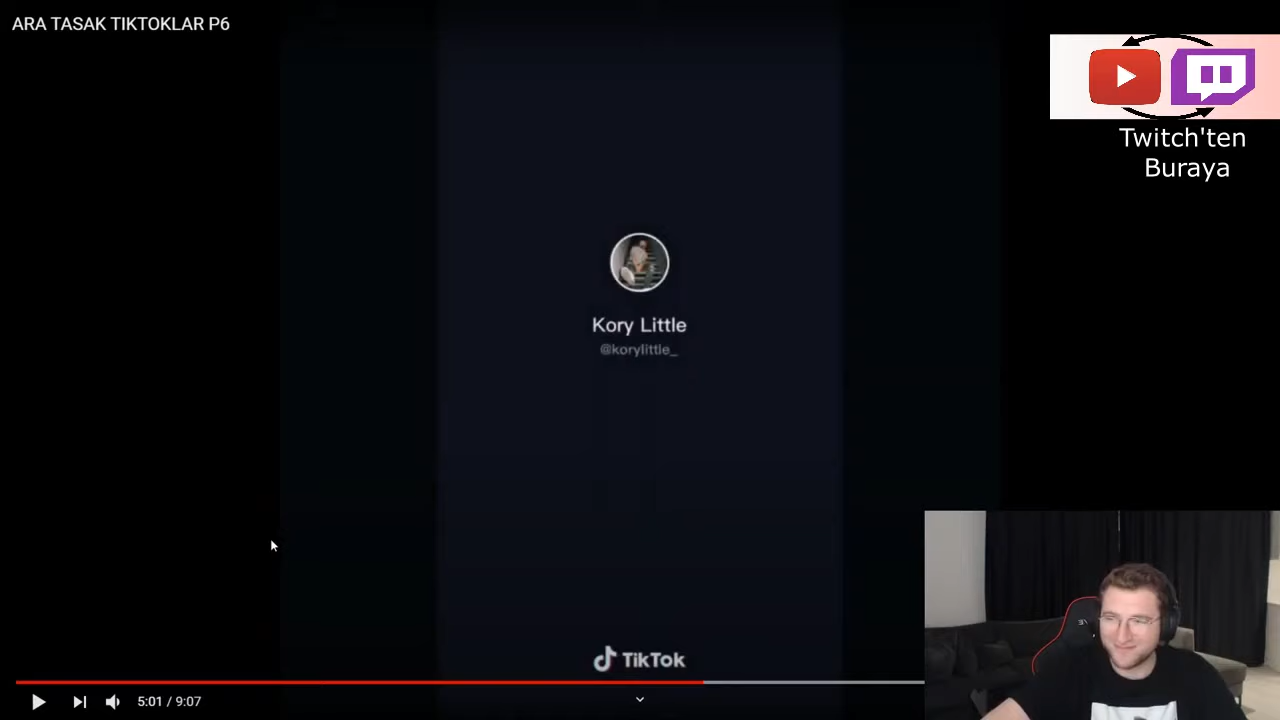 ARA TASAK TIKTOKLAR P6
Twitch'ten
Buraya
Kory Little
@korylittle_
TikTok
5:01 / 9:07